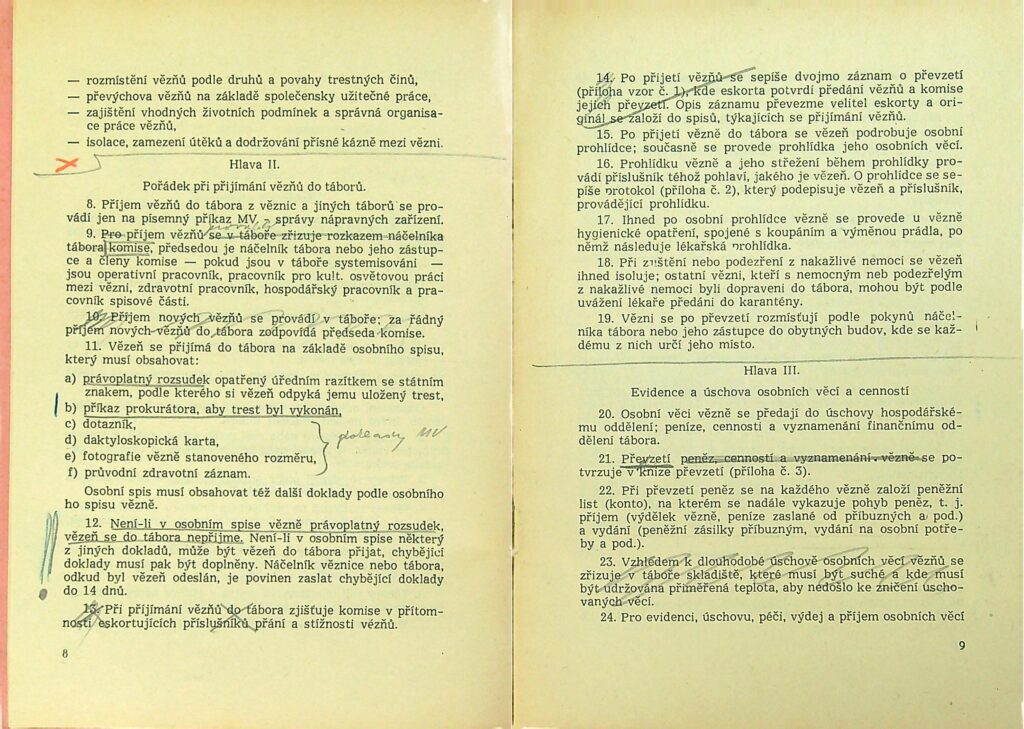 — rozmístění vězňů podle druhů a povahy trestných činů,
— převýchova vězňů na základě společensky užitečné práce,
— zajištění vhodných životních podmínek a správná organisa-
ce práce vězňů,
— isolace, zamezení útěků a dodržování přísné kázně mezi vězni.
Hlava II.
Pořádek při přijímání vězňů do táborů.
8. Příjem vězňů do tábora z věznic a jiných táborů se pro-
vádí jen na písemný příkaz MV - správy nápravných zařízení.
9. Pro příjem vězňů se v táboře zřizuje rozkazem náčelníka
tábora komise, předsedou je náčelník tábora nebo jeho zástup-
ce a členy komise — pokud jsou v táboře systemisováni —
jsou operativní pracovník, pracovník pro kult. osvětovou práci
mezi vězni, zdravotní pracovník, hospodářský pracovník a pra-
covník spisové části.
10. Příjem nových vězňů se provádí v táboře; za řádný
příjem nových vězňů do tábora zodpovídá předseda komise.
11. Vězeň se přijímá do tábora na základě osobního spisu,
který musí obsahovat:
a) právoplatný rozsudek opatřený úředním razítkem se státním
znakem, podle kterého si vězeň odpyká jemu uložený trest,
b) příkaz prokurátora, aby trest byl vykonán,
c) dotazník,
d) daktyloskopická karta,
e) fotografie vězně stanoveného rozměru,
f) průvodní zdravotní záznam.
MV
Osobní spis musí obsahovat též další doklady podle osobního
ho spisu vězně.
12. Není-li v osobním spise vězně právoplatný rozsudek,
vězeň se do tábora nepřijme. Není-li v osobním spise některý
z jiných dokladů, může být vězeň do tábora přijat, chybějící
doklady musí pak být doplněny. Náčelník věznice nebo tábora,
odkud byl vězeň odeslán, je povinen zaslat chybějící doklady
do 14 dnů.
13. Při přijímání vězňů do tábora zjišťuje komise v přítom-
nosti eskortujících příslušníků přání a stížnosti vězňů.
8
14. Po přijetí vězňů se sepíše dvojmo záznam o převzetí
(příloha vzor č. 1), kde eskorta potvrdí předání vězňů a komise
jejich převzetí. Opis záznamu převezme velitel eskorty a ori-
ginál se založí do spisů, týkajících se přijímání vězňů.
15. Po přijetí vězně do tábora se vězeň podrobuje osobní
prohlídce; současně se provede prohlídka jeho osobních věcí.
16. Prohlídku vězně a jeho střežení během prohlídky pro-
vádí příslušník téhož pohlaví, jakého je vězeň. O prohlídce se se-
píše protokol (příloha č. 2), který podepisuje vězeň a příslušník,
provádějící prohlídku.
17. Ihned po osobní prohlídce vězně se provede u vězně
hygienické opatření, spojené s koupáním a výměnou prádla, po
němž následuje lékařská prohlídka.
18. Při zjištění nebo podezření z nakažlivé nemoci se vězeň
ihned isoluje; ostatní vězni, kteří s nemocným neb podezřelým
z nakažlivé nemoci byli dopraveni do tábora, mohou být podle
uvážení lékaře předáni do karantény.
19. Vězni se po převzetí rozmísťují podle pokynů náčel-
níka tábora nebo jeho zástupce do obytných budov, kde se kaž-
dému z nich určí jeho místo.
Hlava III.
Evidence a úschova osobních věcí a cenností
20. Osobní věci vězně se předají do úschovy hospodářské-
mu oddělení; peníze, cennosti a vyznamenání finančnímu od-
dělení tábora.
21. Převzetí peněz, cenností a vyznamenání vězně se po-
tvrzuje v knize převzetí (příloha č. 3).
22. Při převzetí peněz se na každého vězně založí peněžní
list (konto), na kterém se nadále vykazuje pohyb peněz, t. j.
příjem (výdělek vězně, peníze zaslané od příbuzných a pod.)
a vydání (peněžní zásilky příbuzným, vydání na osobní potře-
by a pod.).
23. Vzhledem k dlouhodobé úschově osobních věcí vězňů se
zřizuje v táboře skladiště, které musí být suché a kde musí
být udržována přiměřená teplota, aby nedošlo ke zničení uscho-
vaných věcí.
24. Pro evidenci, úschovu, péči, výdej a příjem osobních věcí
9